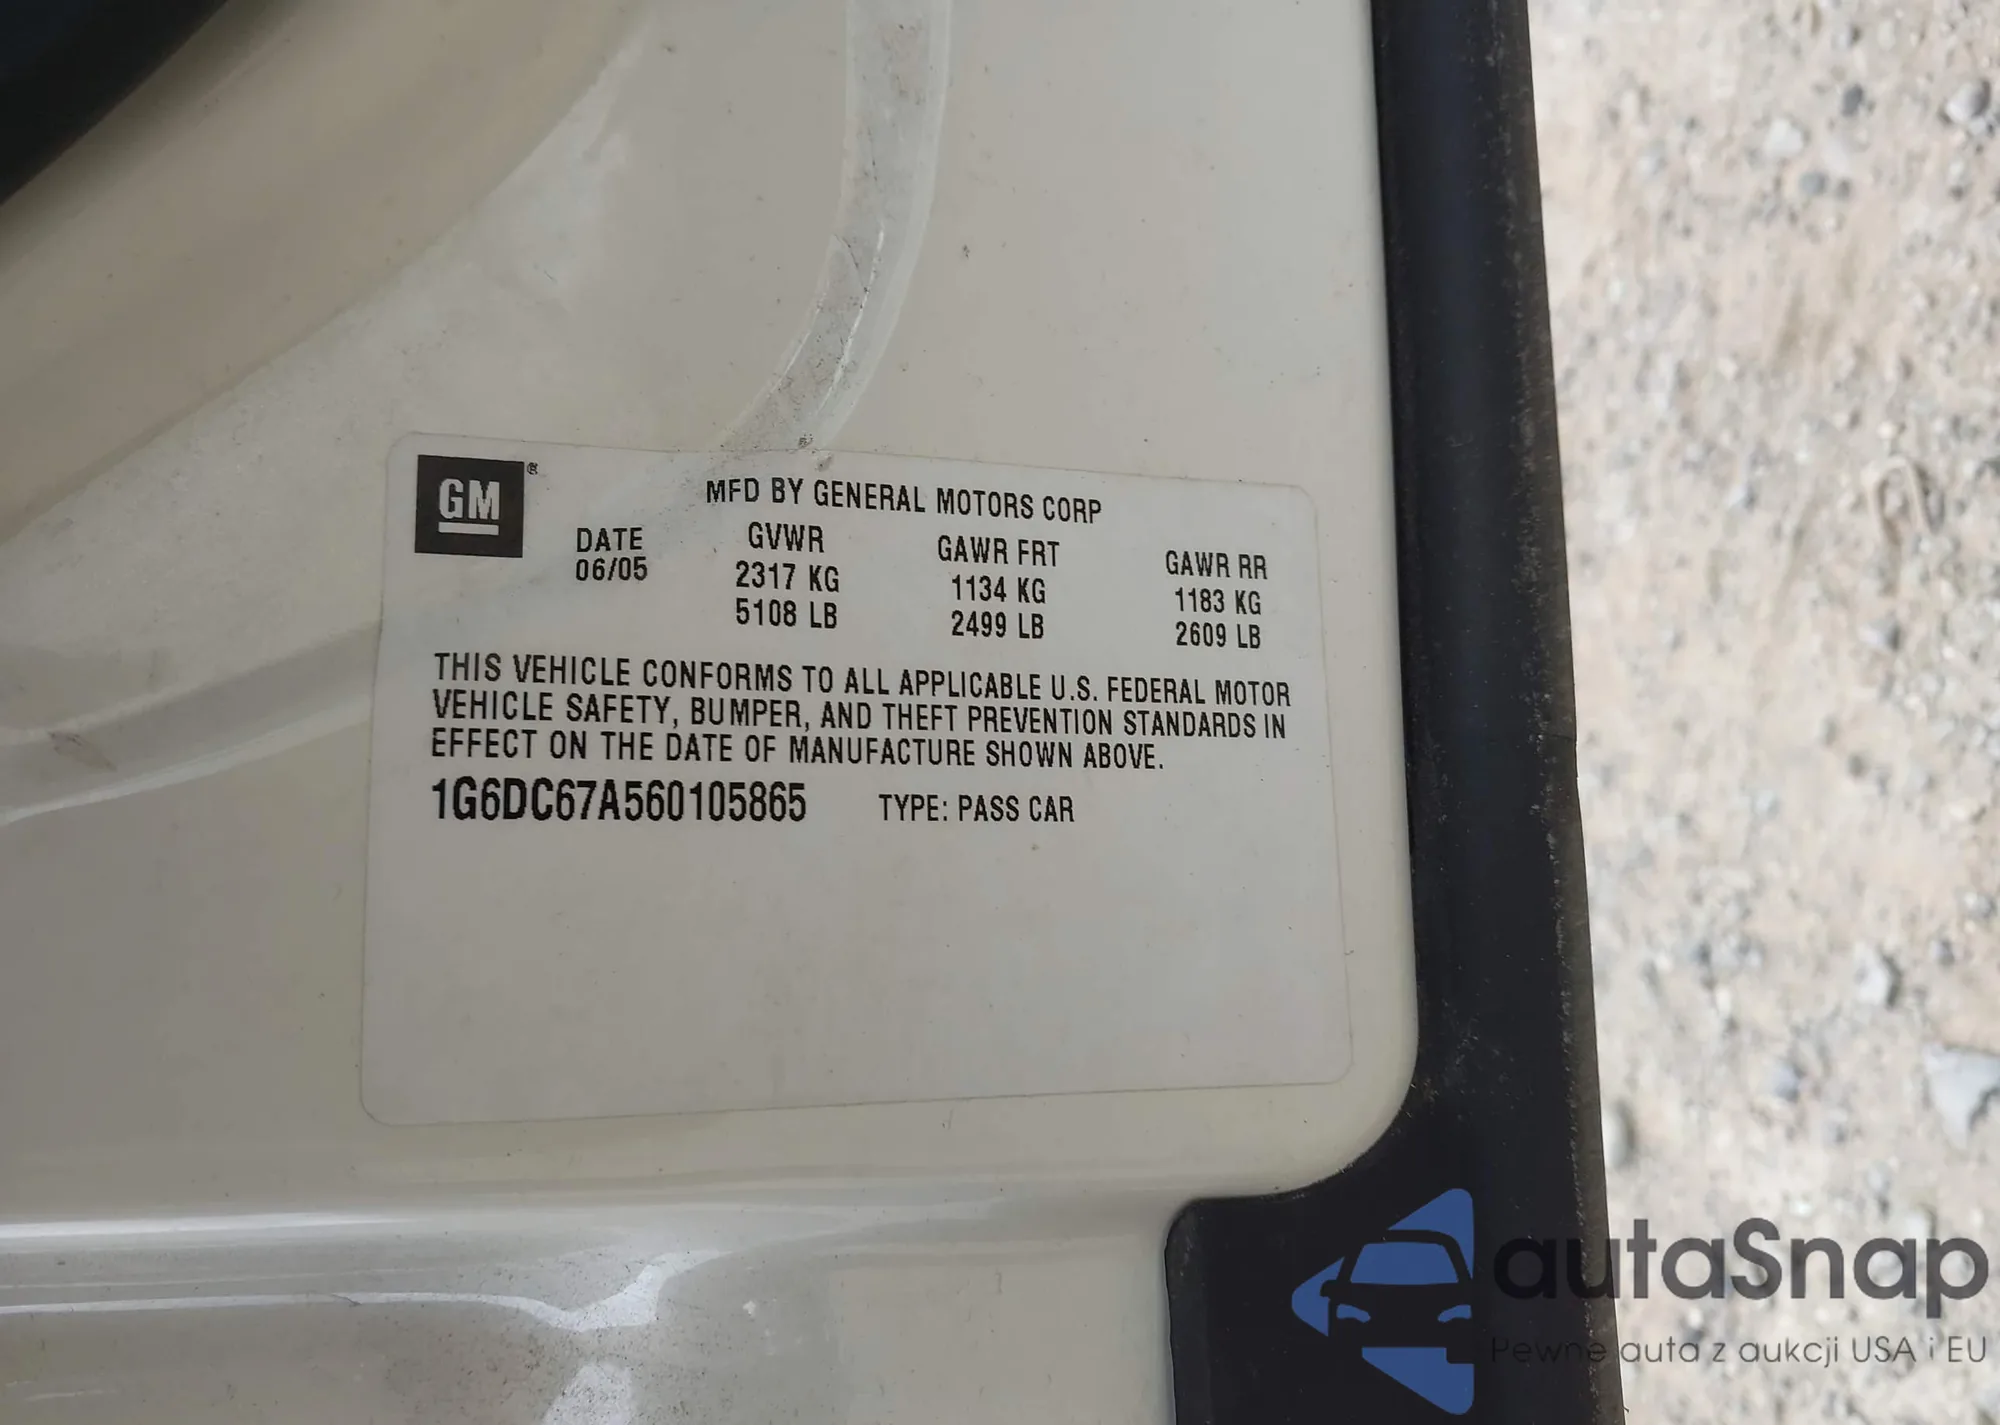 GM®
MFD BY GENERAL MOTORS CORP
DATE GVWR GAWR FRT GAWR RR
06/05 2317 KG 1134 KG 1183 KG
5108 LB 2499 LB 2609 LB
THIS VEHICLE CONFORMS TO ALL APPLICABLE U.S. FEDERAL MOTOR
VEHICLE SAFETY, BUMPER, AND THEFT PREVENTION STANDARDS IN
EFFECT ON THE DATE OF MANUFACTURE SHOWN ABOVE.
1G6DC67A560105865 TYPE: PASS CAR
autaSnap
Pewne auta z aukcji USA i EU